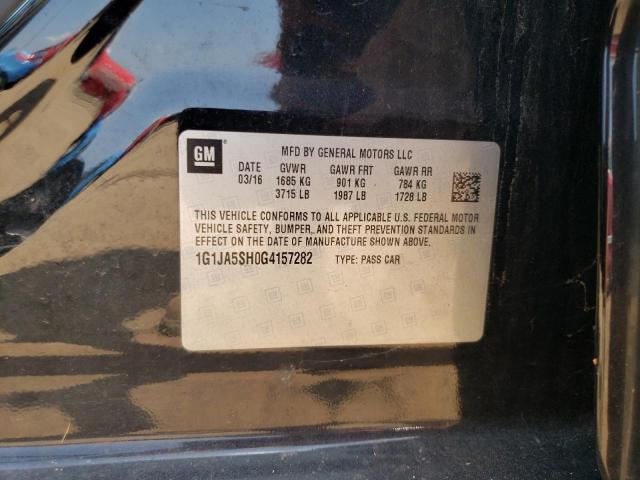 GM
MFD BY GENERAL MOTORS LLC
DATE GVWR GAWR FRT GAWR RR
03/16 1685 KG 901 KG 784 KG
3715 LB 1987 LB 1728 LB
THIS VEHICLE CONFORMS TO ALL APPLICABLE U.S. FEDERAL MOTOR
VEHICLE SAFETY, BUMPER, AND THEFT PREVENTION STANDARDS IN
EFFECT ON THE DATE OF MANUFACTURE SHOWN ABOVE.
1G1JA5SH0G4157282 TYPE: PASS CAR